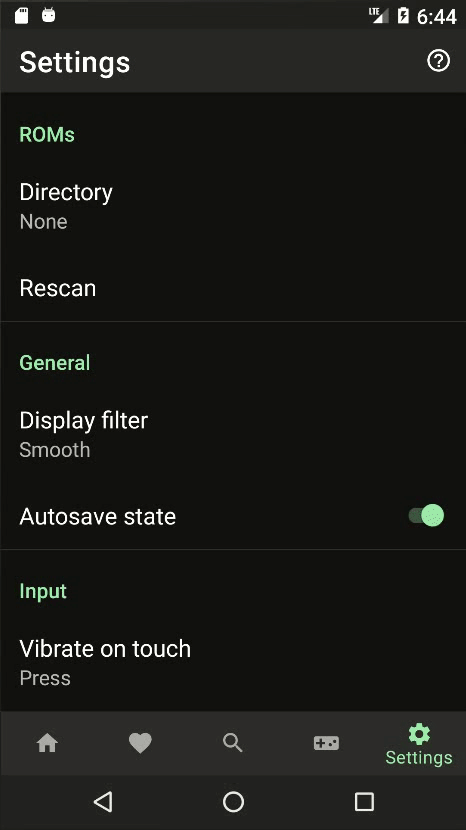 LTE 6:44
Settings
ROMs
Directory
None
Rescan
General
Display filter
Smooth
Autosave state
Input
Vibrate on touch
Press
Settings